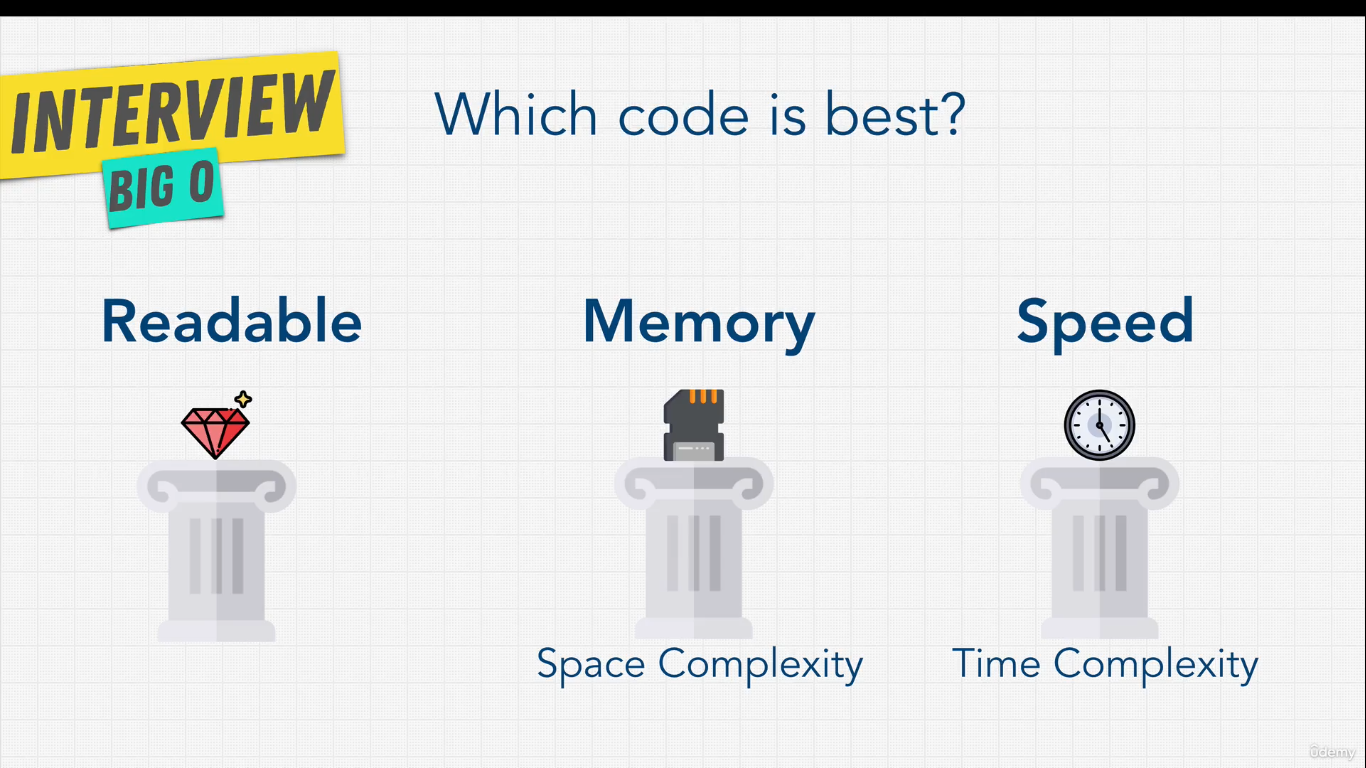 INTERVIEW
BIG O
Which code is best?
Readable
Memory
Speed
Space Complexity
Time Complexity
ûdemy